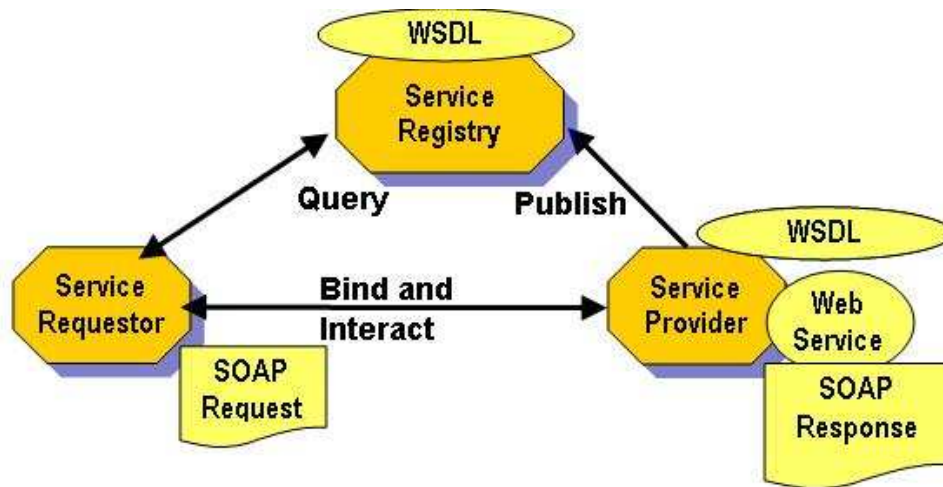 WSDL
Service
Registry
Query
Publish
WSDL
Service
Requestor
Bind and
Interact
Service
Provider
Web
Service
SOAP
Request
SOAP
Response